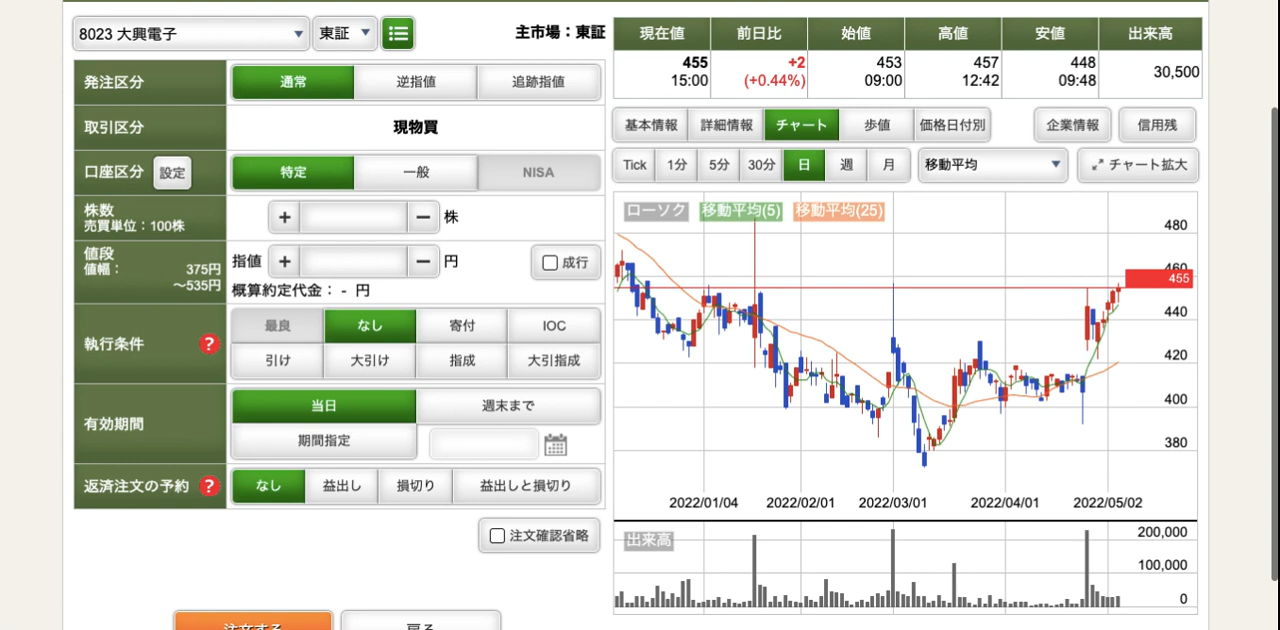 8023 大興電子 東証 主市場：東証
発注区分 通常 逆指値 追跡指値
取引区分 現物買
口座区分 設定 特定 一般 NISA
株数
売買単位：100株 + − 株
値段
値幅： 375円
～535円
指値 + − 円 成行
概算約定代金： - 円
執行条件 ?
最良 なし 寄付 IOC
引け 大引け 指成 大引指成
有効期間
当日 週末まで
期間指定
返済注文の予約 ? なし 益出し 損切り 益出しと損切り
注文確認省略
注文する 戻る
現在値 前日比 始値 高値 安値 出来高
455 +2 453 457 448 30,500
15:00 (+0.44%) 09:00 12:42 09:48
基本情報 詳細情報 チャート 歩値 価格日付別 企業情報 信用残
Tick 1分 5分 30分 日 週 月 移動平均 チャート拡大
ローソク 移動平均(5) 移動平均(25)
480
460
455
440
420
400
380
2022/01/04 2022/02/01 2022/03/01 2022/04/01 2022/05/02
出来高
200,000
100,000
0